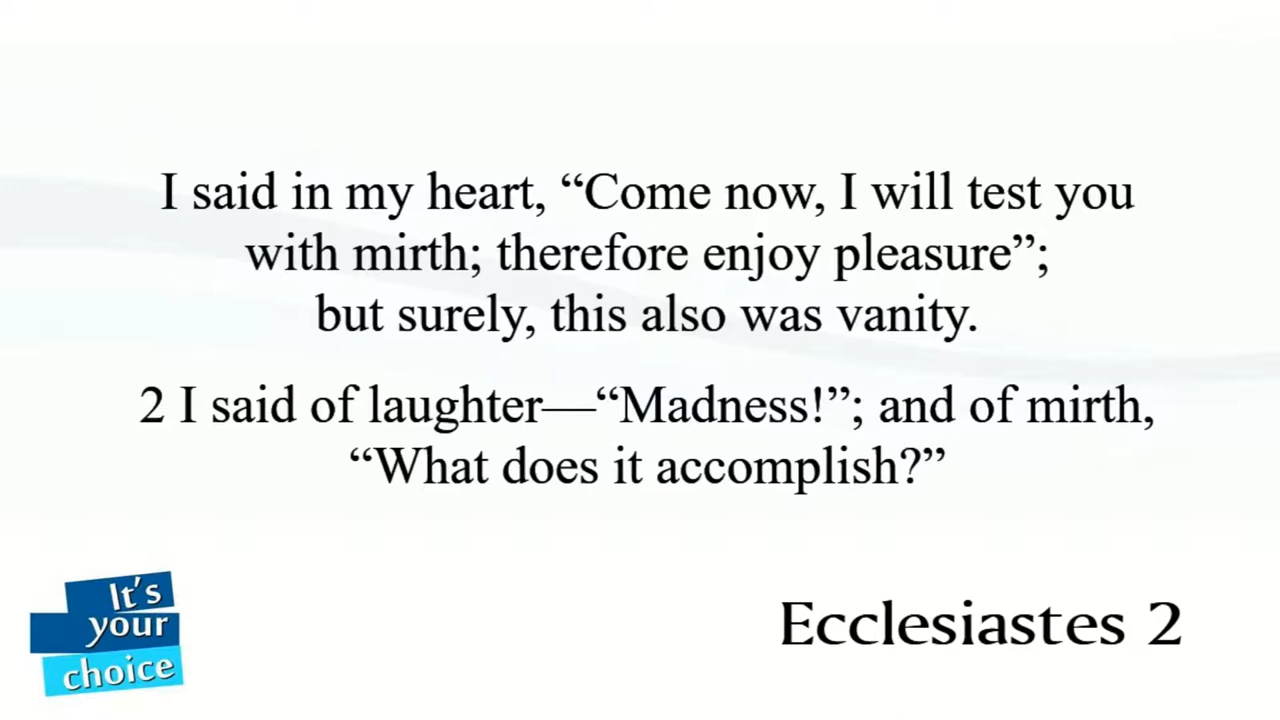 I said in my heart, “Come now, I will test you
with mirth; therefore enjoy pleasure”;
but surely, this also was vanity.
2 I said of laughter—“Madness!”; and of mirth,
“What does it accomplish?”
It's
your
choice
Ecclesiastes 2